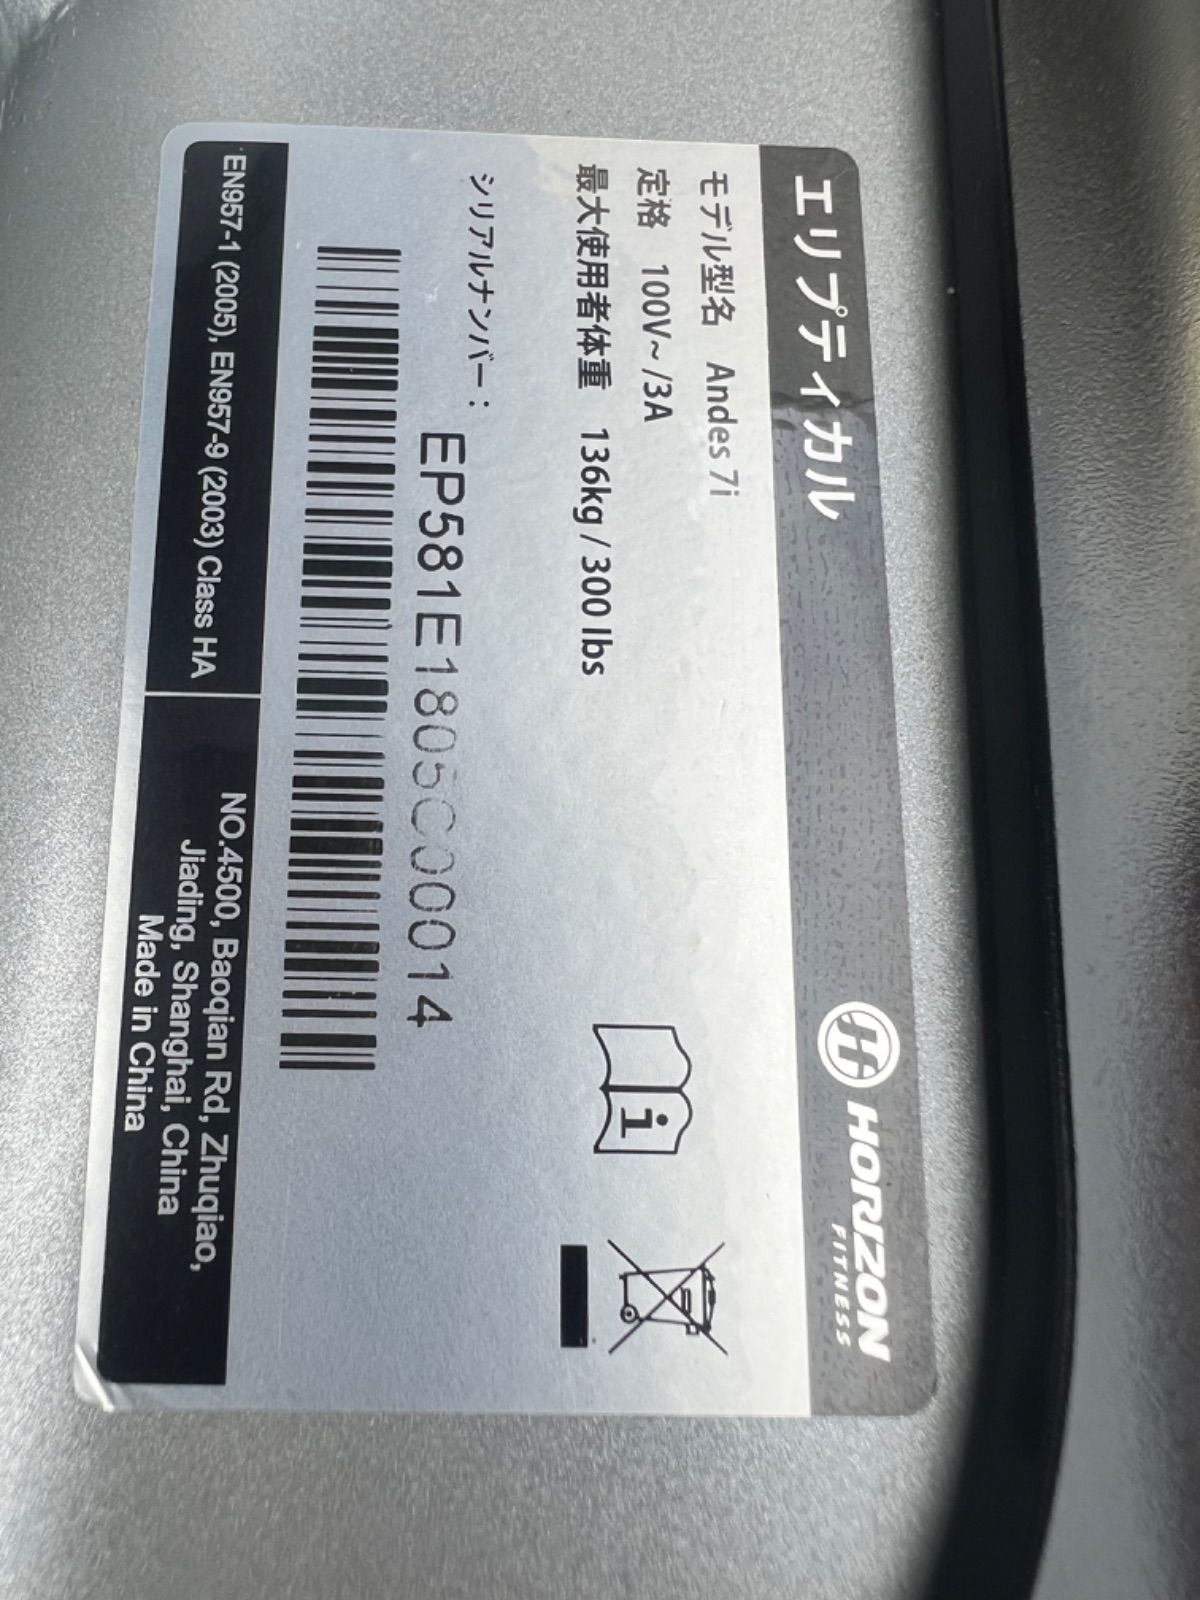 エリプティカル
HORIZON
FITNESS
モデル型名 Andes 7i
定格 100V~ /3A
最大使用者体重 136kg / 300 lbs
シリアルナンバー：
EP581E1805C00014
EN957-1 (2005), EN957-9 (2003) Class HA
NO.4500, Baoqian Rd, Zhuqiao,
Jiading, Shanghai, China
Made in China